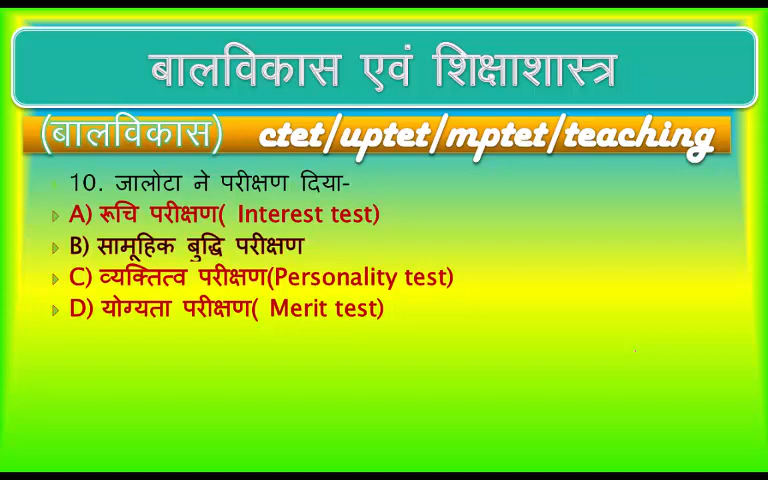 बालविकास एवं शिक्षाशास्त्र
(बालविकास) ctet/uptet/mptet/teaching
10. जालोटा ने परीक्षण दिया-
A) रूचि परीक्षण( Interest test)
B) सामूहिक बुद्धि परीक्षण
C) व्यक्तित्व परीक्षण(Personality test)
D) योग्यता परीक्षण( Merit test)